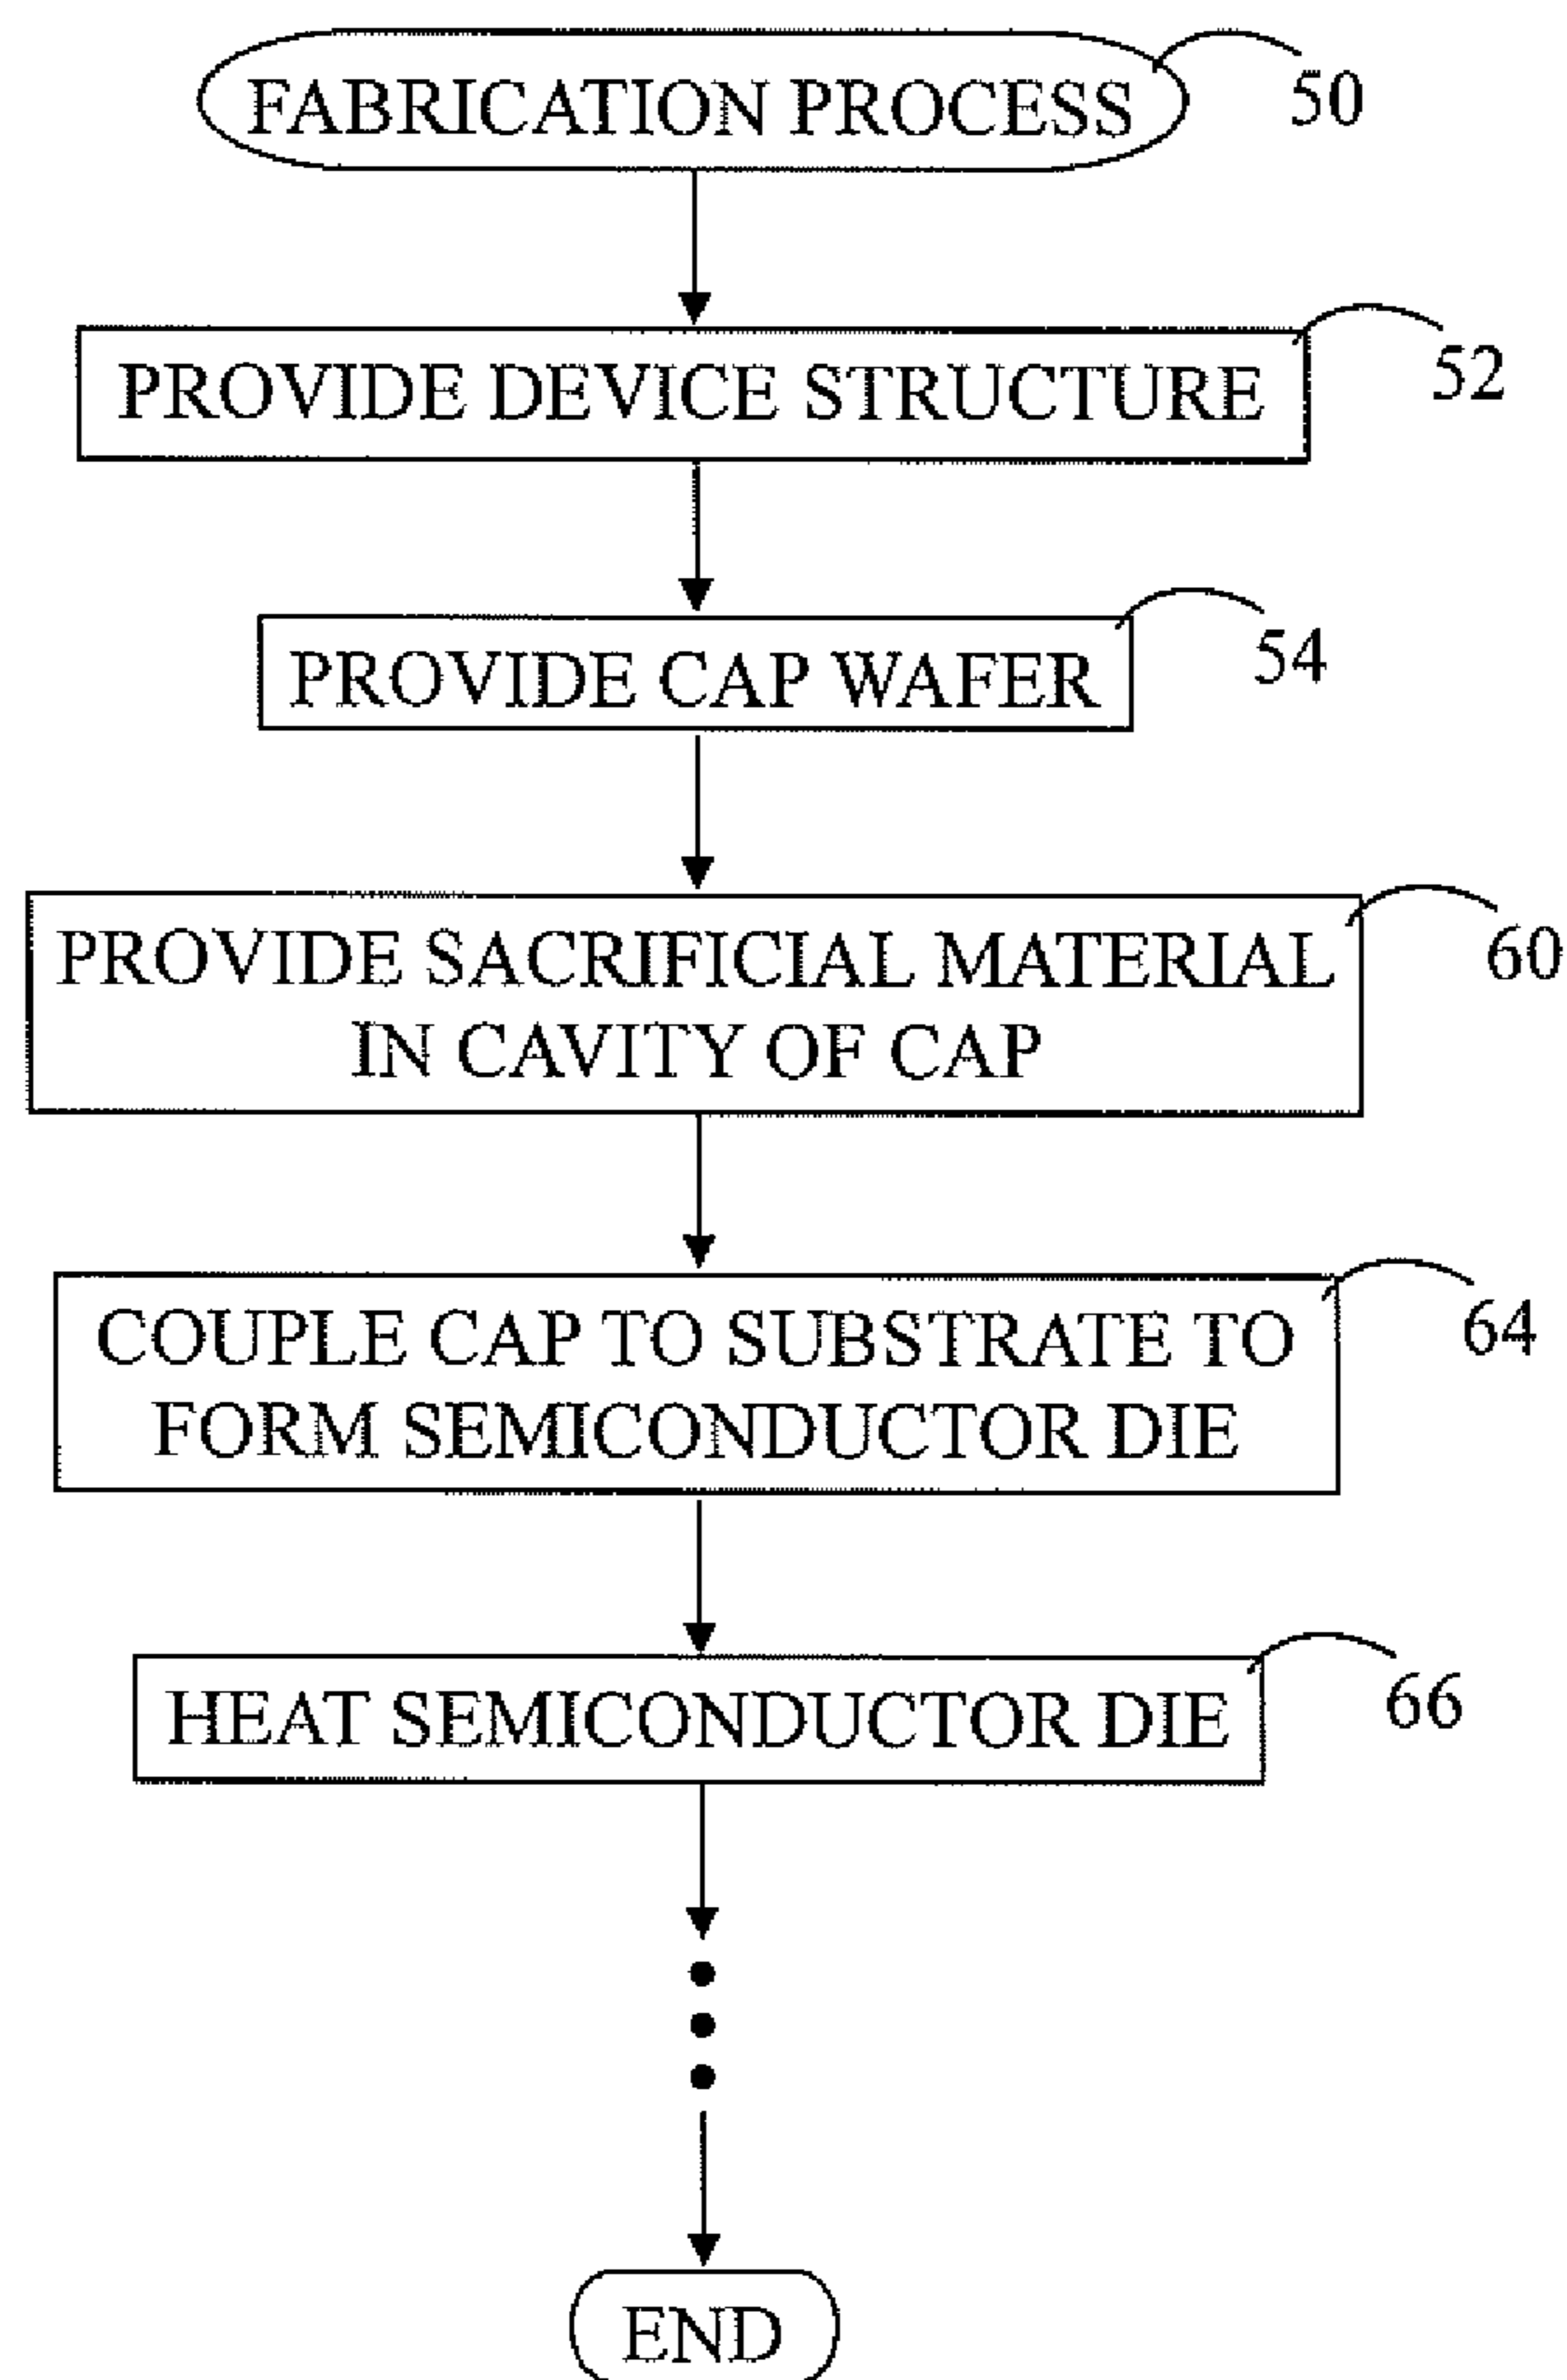 FABRICATION PROCESS
50
PROVIDE DEVICE STRUCTURE
52
PROVIDE CAP WAFER
54
PROVIDE SACRIFICIAL MATERIAL
IN CAVITY OF CAP
60
COUPLE CAP TO SUBSTRATE TO
FORM SEMICONDUCTOR DIE
64
HEAT SEMICONDUCTOR DIE
66
END